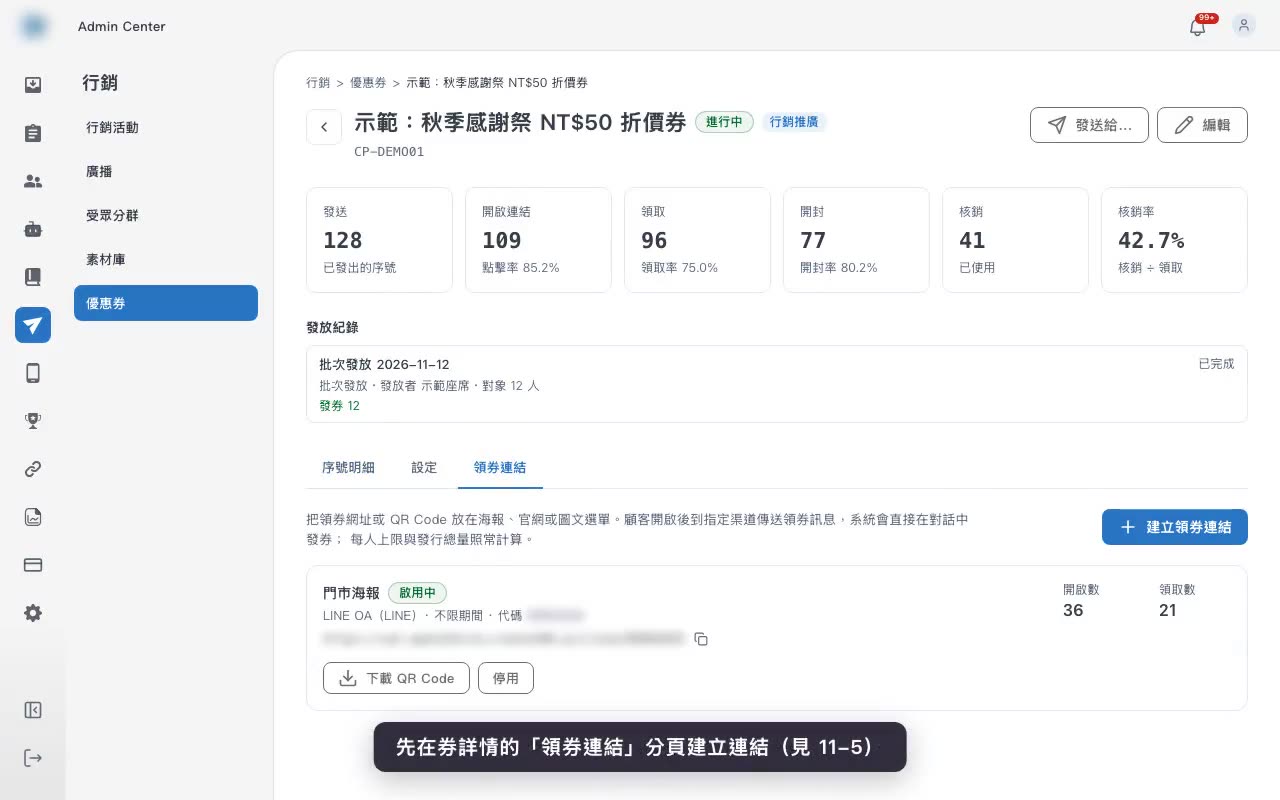 Admin Center
99+
行銷
行銷活動
廣播
受眾分群
素材庫
優惠券
行銷 > 優惠券 > 示範：秋季感謝祭 NT$50 折價券
示範：秋季感謝祭 NT$50 折價券 進行中 行銷推廣
CP-DEMO01
發送給... 編輯
發送
128
已發出的序號
開啟連結
109
點擊率 85.2%
領取
96
領取率 75.0%
開封
77
開封率 80.2%
核銷
41
已使用
核銷率
42.7%
核銷 ÷ 領取
發放紀錄
批次發放 2026-11-12
已完成
批次發放 · 發放者 示範座席 · 對象 12 人
發券 12
序號明細 設定 領券連結
把領券網址或 QR Code 放在海報、官網或圖文選單。顧客開啟後到指定渠道傳送領券訊息，系統會直接在對話中
發券； 每人上限與發行總量照常計算。
建立領券連結
門市海報 啟用中
LINE OA（LINE）· 不限期間 · 代碼
開啟數
36
領取數
21
下載 QR Code 停用
先在券詳情的「領券連結」分頁建立連結（見 11-5）